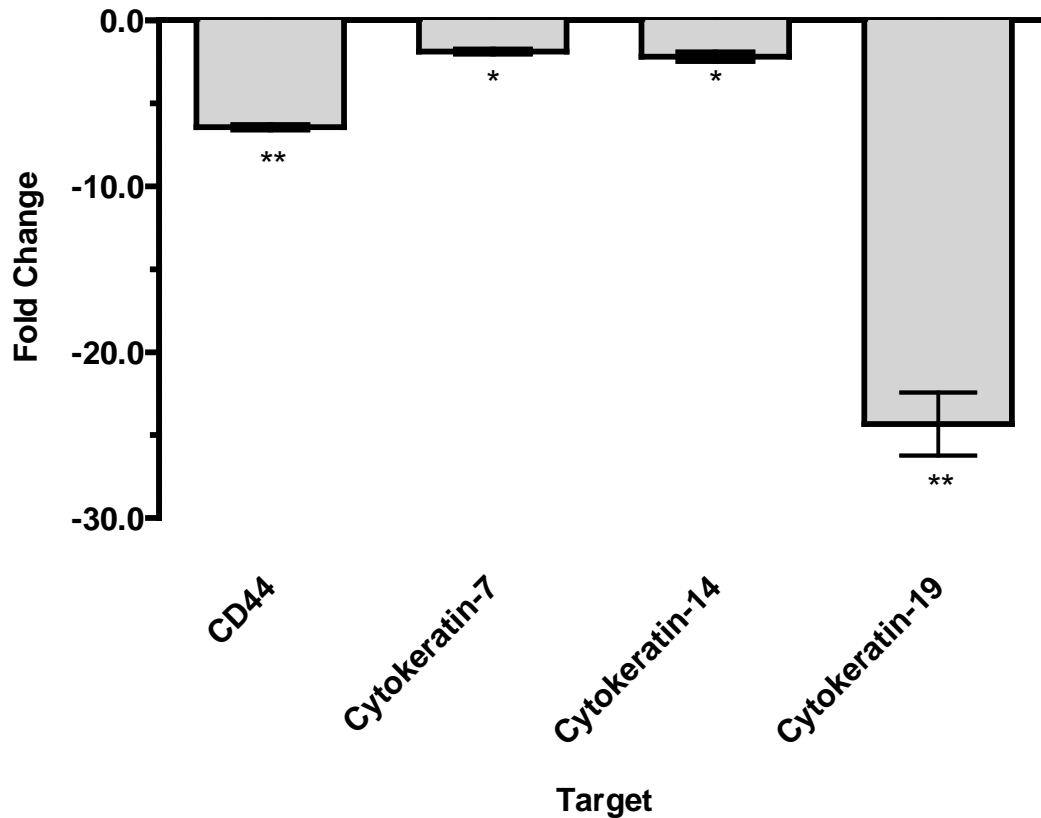 0.0
-10.0
-20.0
-30.0
Fold Change
*
*
**
**
CD44
Cytokeratin-7
Cytokeratin-14
Cytokeratin-19
Target